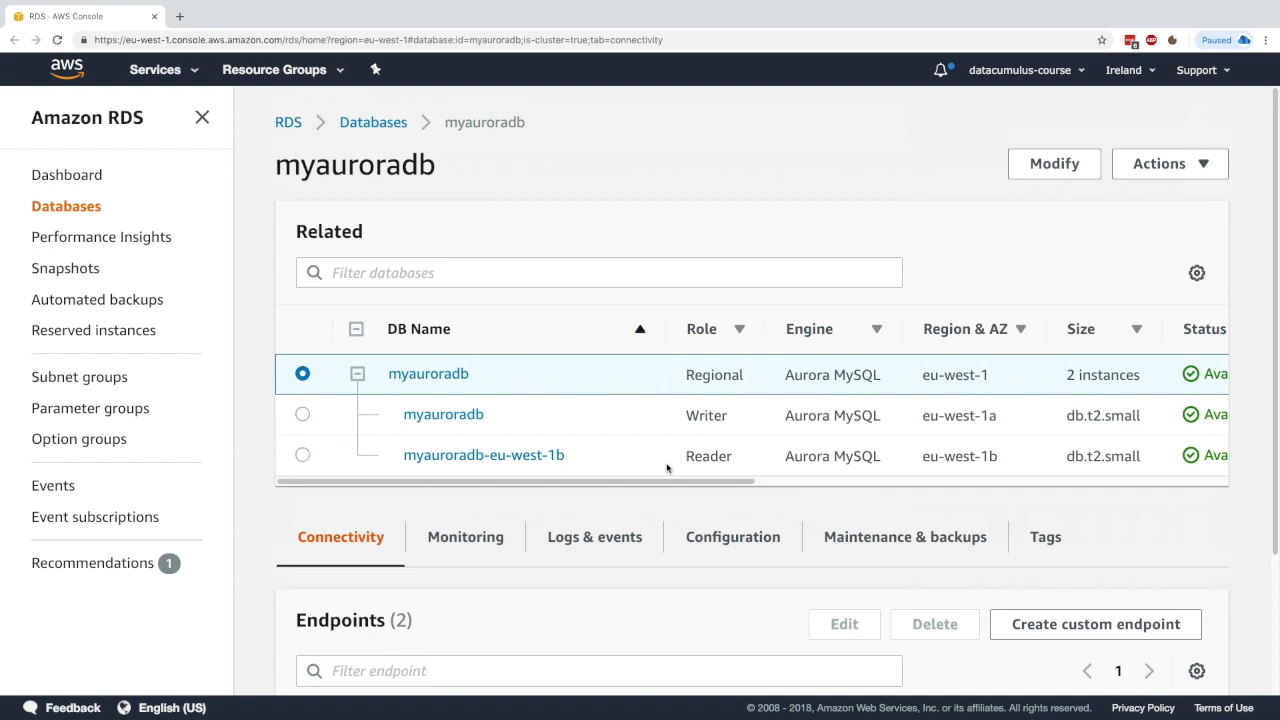 RDS - AWS Console
https://eu-west-1.console.aws.amazon.com/rds/home?region=eu-west-1#database:id=myauroradb;is-cluster=true;tab=connectivity
Paused
aws Services Resource Groups datacumulus-course Ireland Support
Amazon RDS
Dashboard
Databases
Performance Insights
Snapshots
Automated backups
Reserved instances
Subnet groups
Parameter groups
Option groups
Events
Event subscriptions
Recommendations 1
RDS Databases myauroradb
myauroradb
Modify Actions
Related
Filter databases
DB Name Role Engine Region & AZ Size Status
myauroradb Regional Aurora MySQL eu-west-1 2 instances Ava
myauroradb Writer Aurora MySQL eu-west-1a db.t2.small Ava
myauroradb-eu-west-1b Reader Aurora MySQL eu-west-1b db.t2.small Ava
Connectivity Monitoring Logs & events Configuration Maintenance & backups Tags
Endpoints (2)
Edit Delete Create custom endpoint
Filter endpoint
1
Feedback English (US) © 2008 - 2018, Amazon Web Services, Inc. or its affiliates. All rights reserved. Privacy Policy Terms of Use